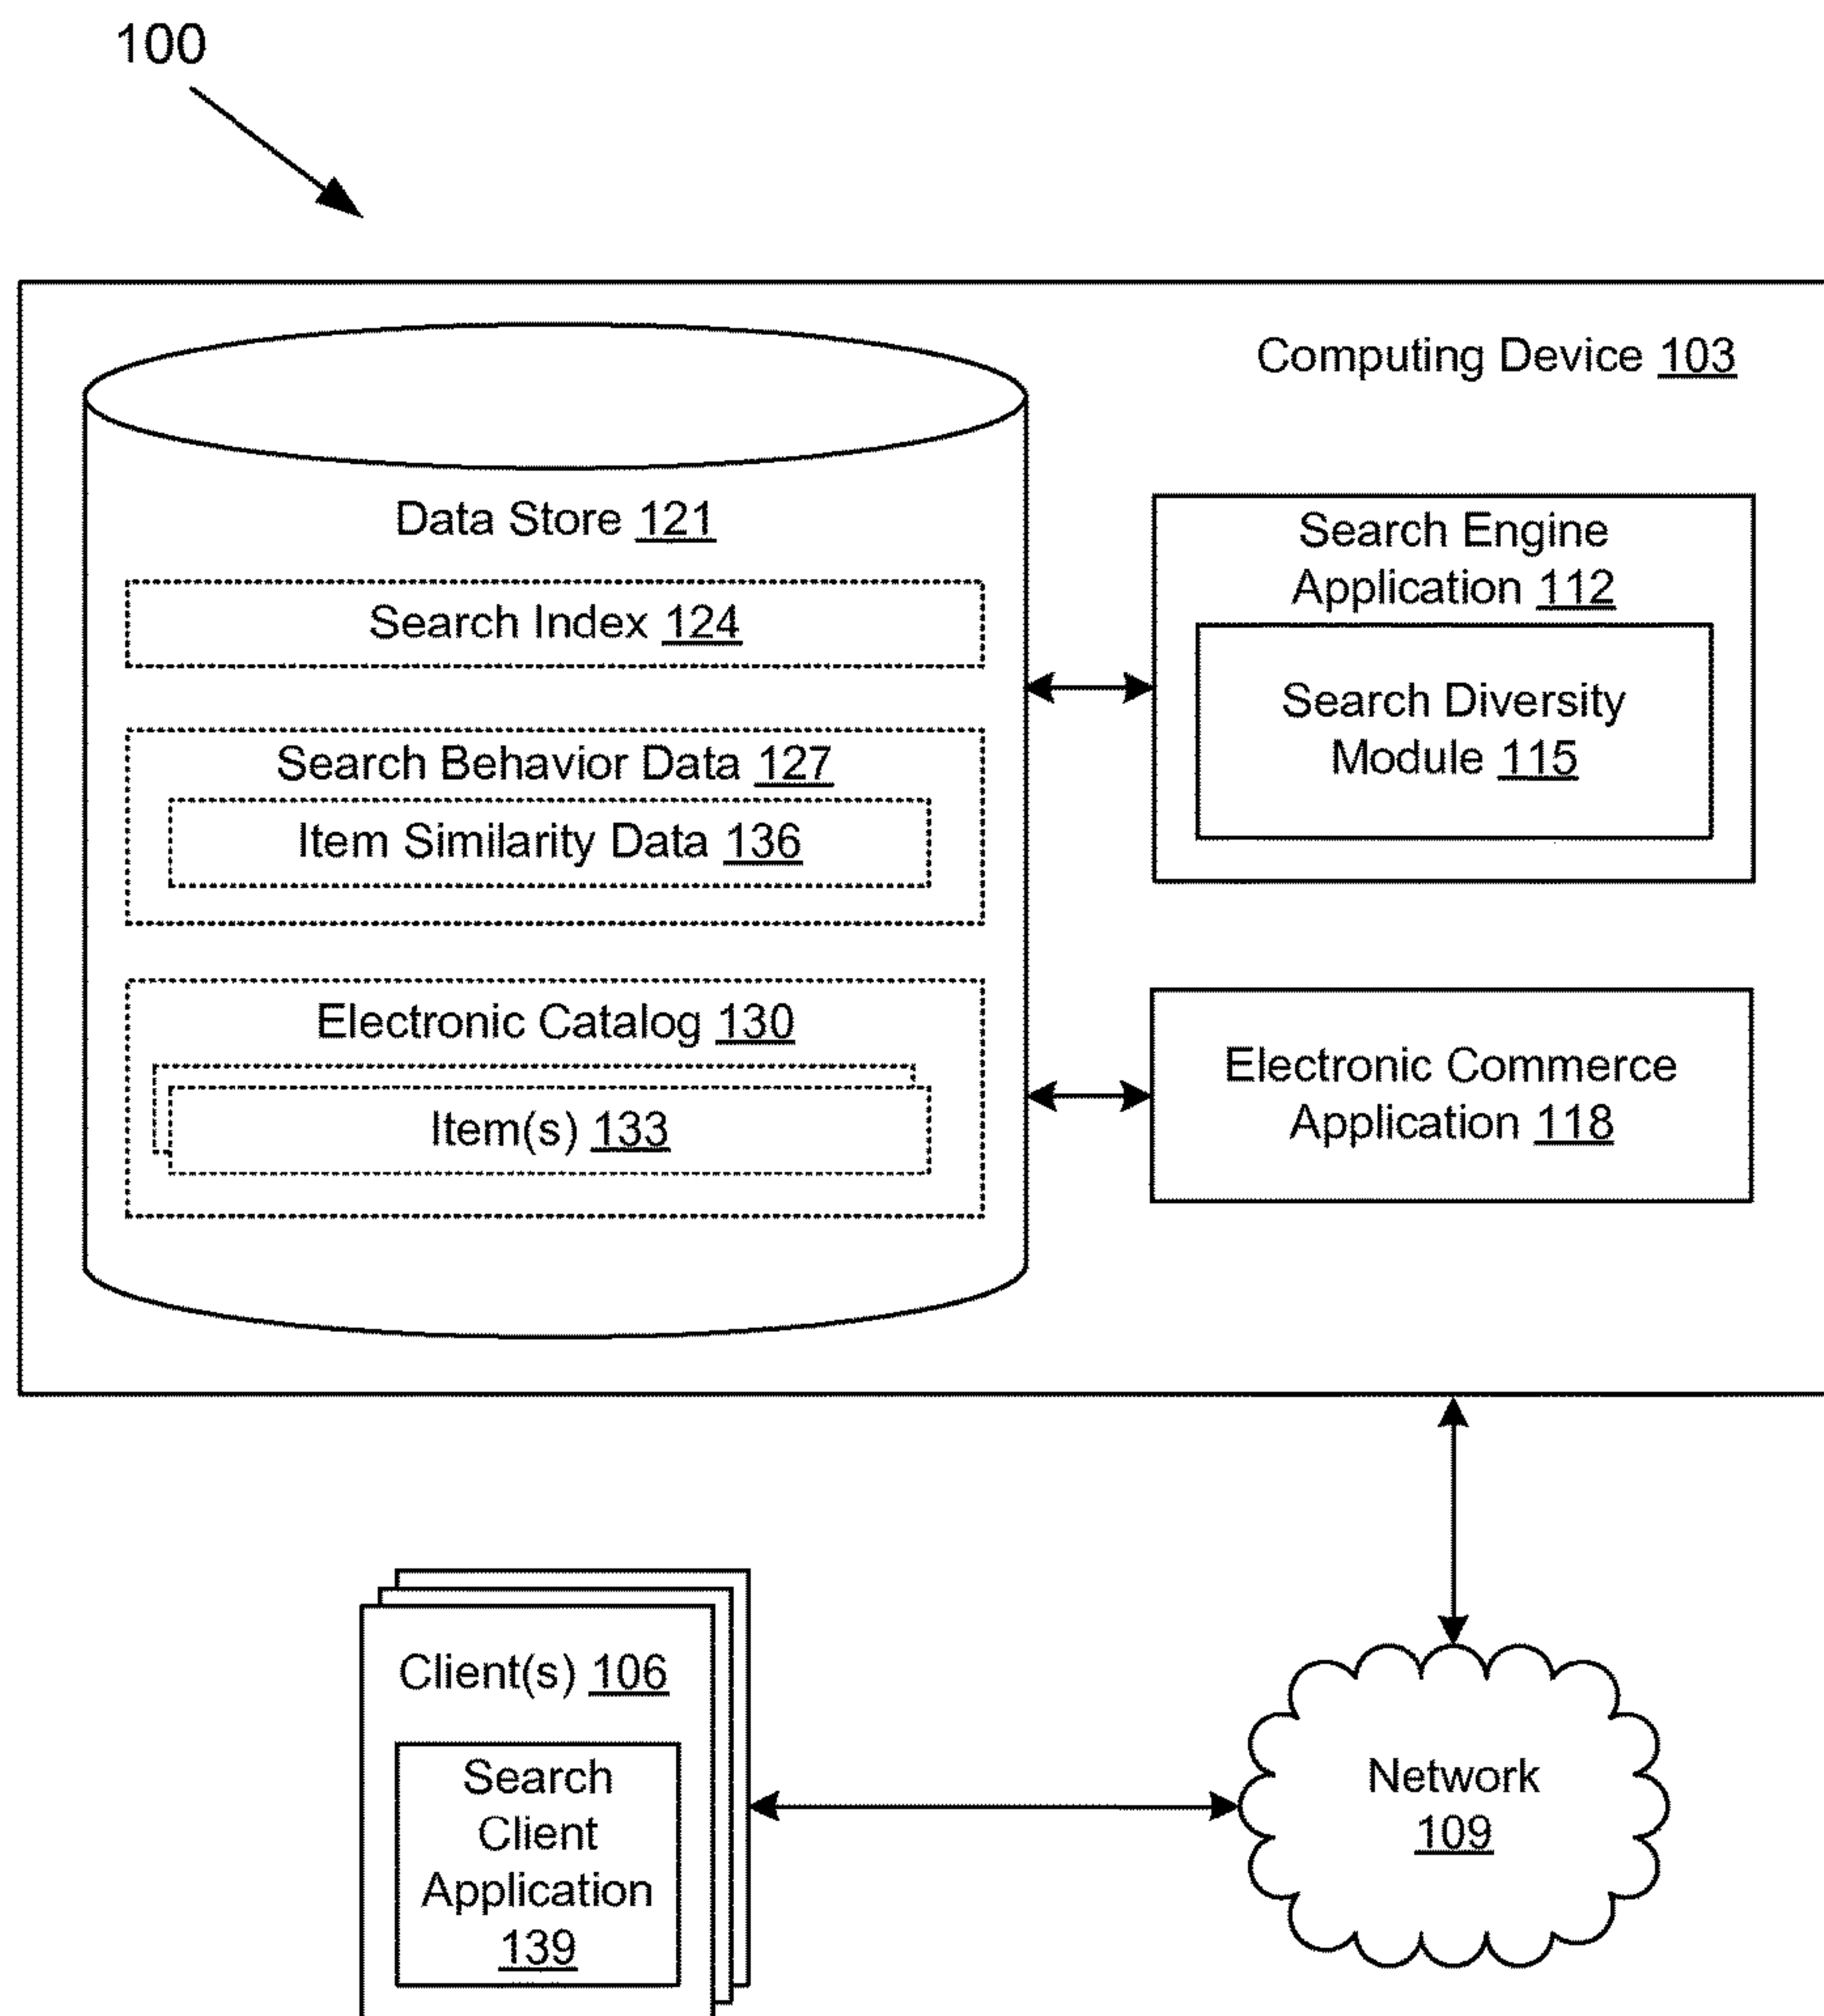 100
Computing Device 103
Data Store 121
Search Index 124
Search Behavior Data 127
Item Similarity Data 136
Electronic Catalog 130
Item(s) 133
Search Engine
Application 112
Search Diversity
Module 115
Electronic Commerce
Application 118
Client(s) 106
Search
Client
Application
139
Network
109